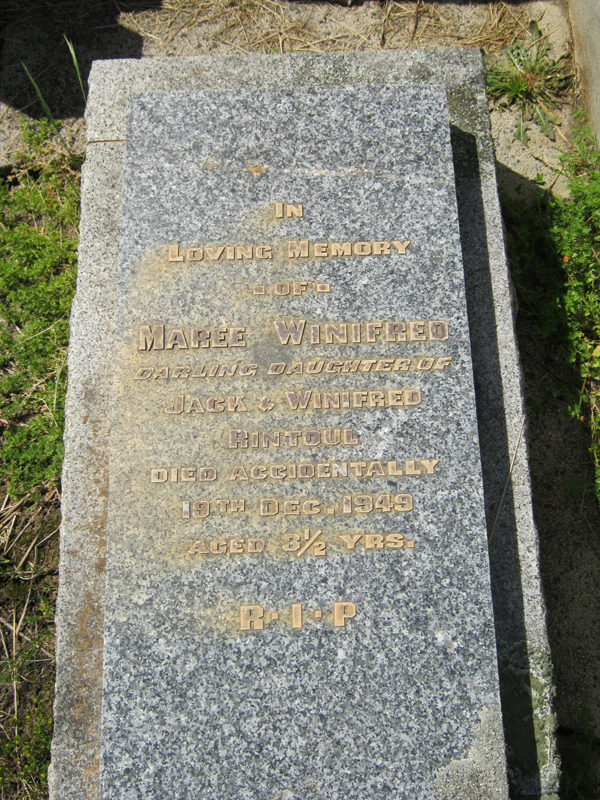 IN
LOVING MEMORY
- OF -
MARÈE WINIFRED
DARLING DAUGHTER OF
JACK & WINIFRED
RINTOUL
DIED ACCIDENTALLY
19TH DEC. 1949
AGED 3½ YRS.
R·I·P